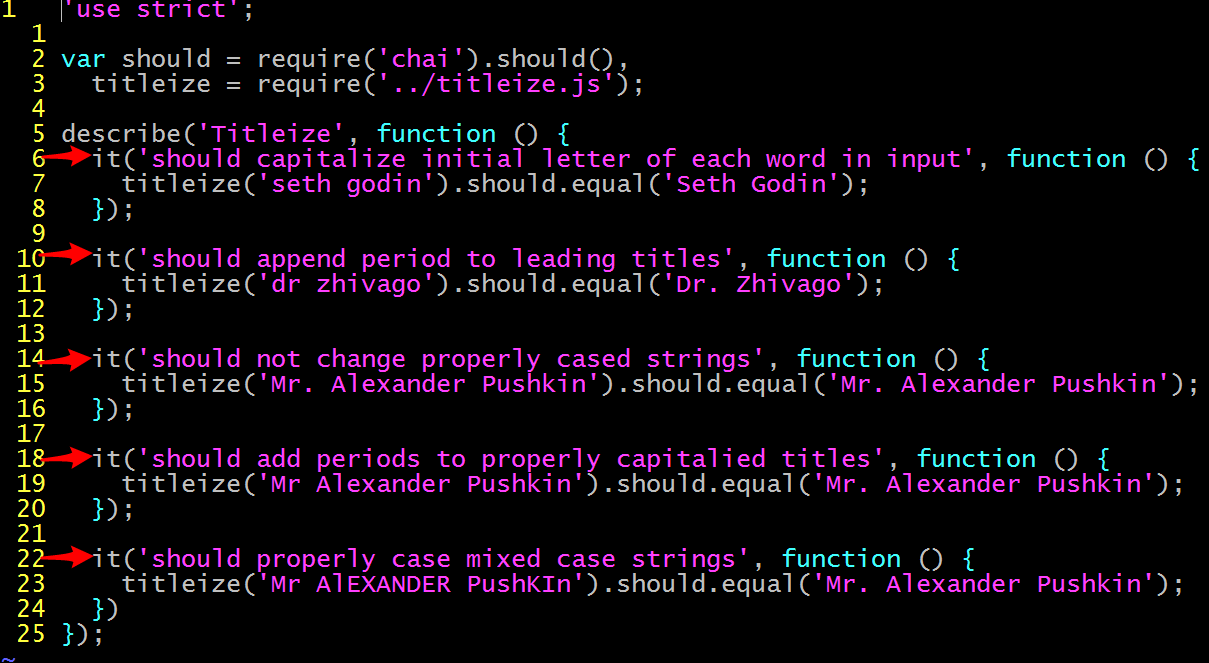 1   'use strict';
  1
  2 var should = require('chai').should(),
  3   titleize = require('../titleize.js');
  4
  5 describe('Titleize', function () {
  6   it('should capitalize initial letter of each word in input', function () {
  7     titleize('seth godin').should.equal('Seth Godin');
  8   });
  9
 10   it('should append period to leading titles', function () {
 11     titleize('dr zhivago').should.equal('Dr. Zhivago');
 12   });
 13
 14   it('should not change properly cased strings', function () {
 15     titleize('Mr. Alexander Pushkin').should.equal('Mr. Alexander Pushkin');
 16   });
 17
 18   it('should add periods to properly capitalied titles', function () {
 19     titleize('Mr Alexander Pushkin').should.equal('Mr. Alexander Pushkin');
 20   });
 21
 22   it('should properly case mixed case strings', function () {
 23     titleize('Mr AlEXANDER PushKIn').should.equal('Mr. Alexander Pushkin');
 24   })
 25 });
~